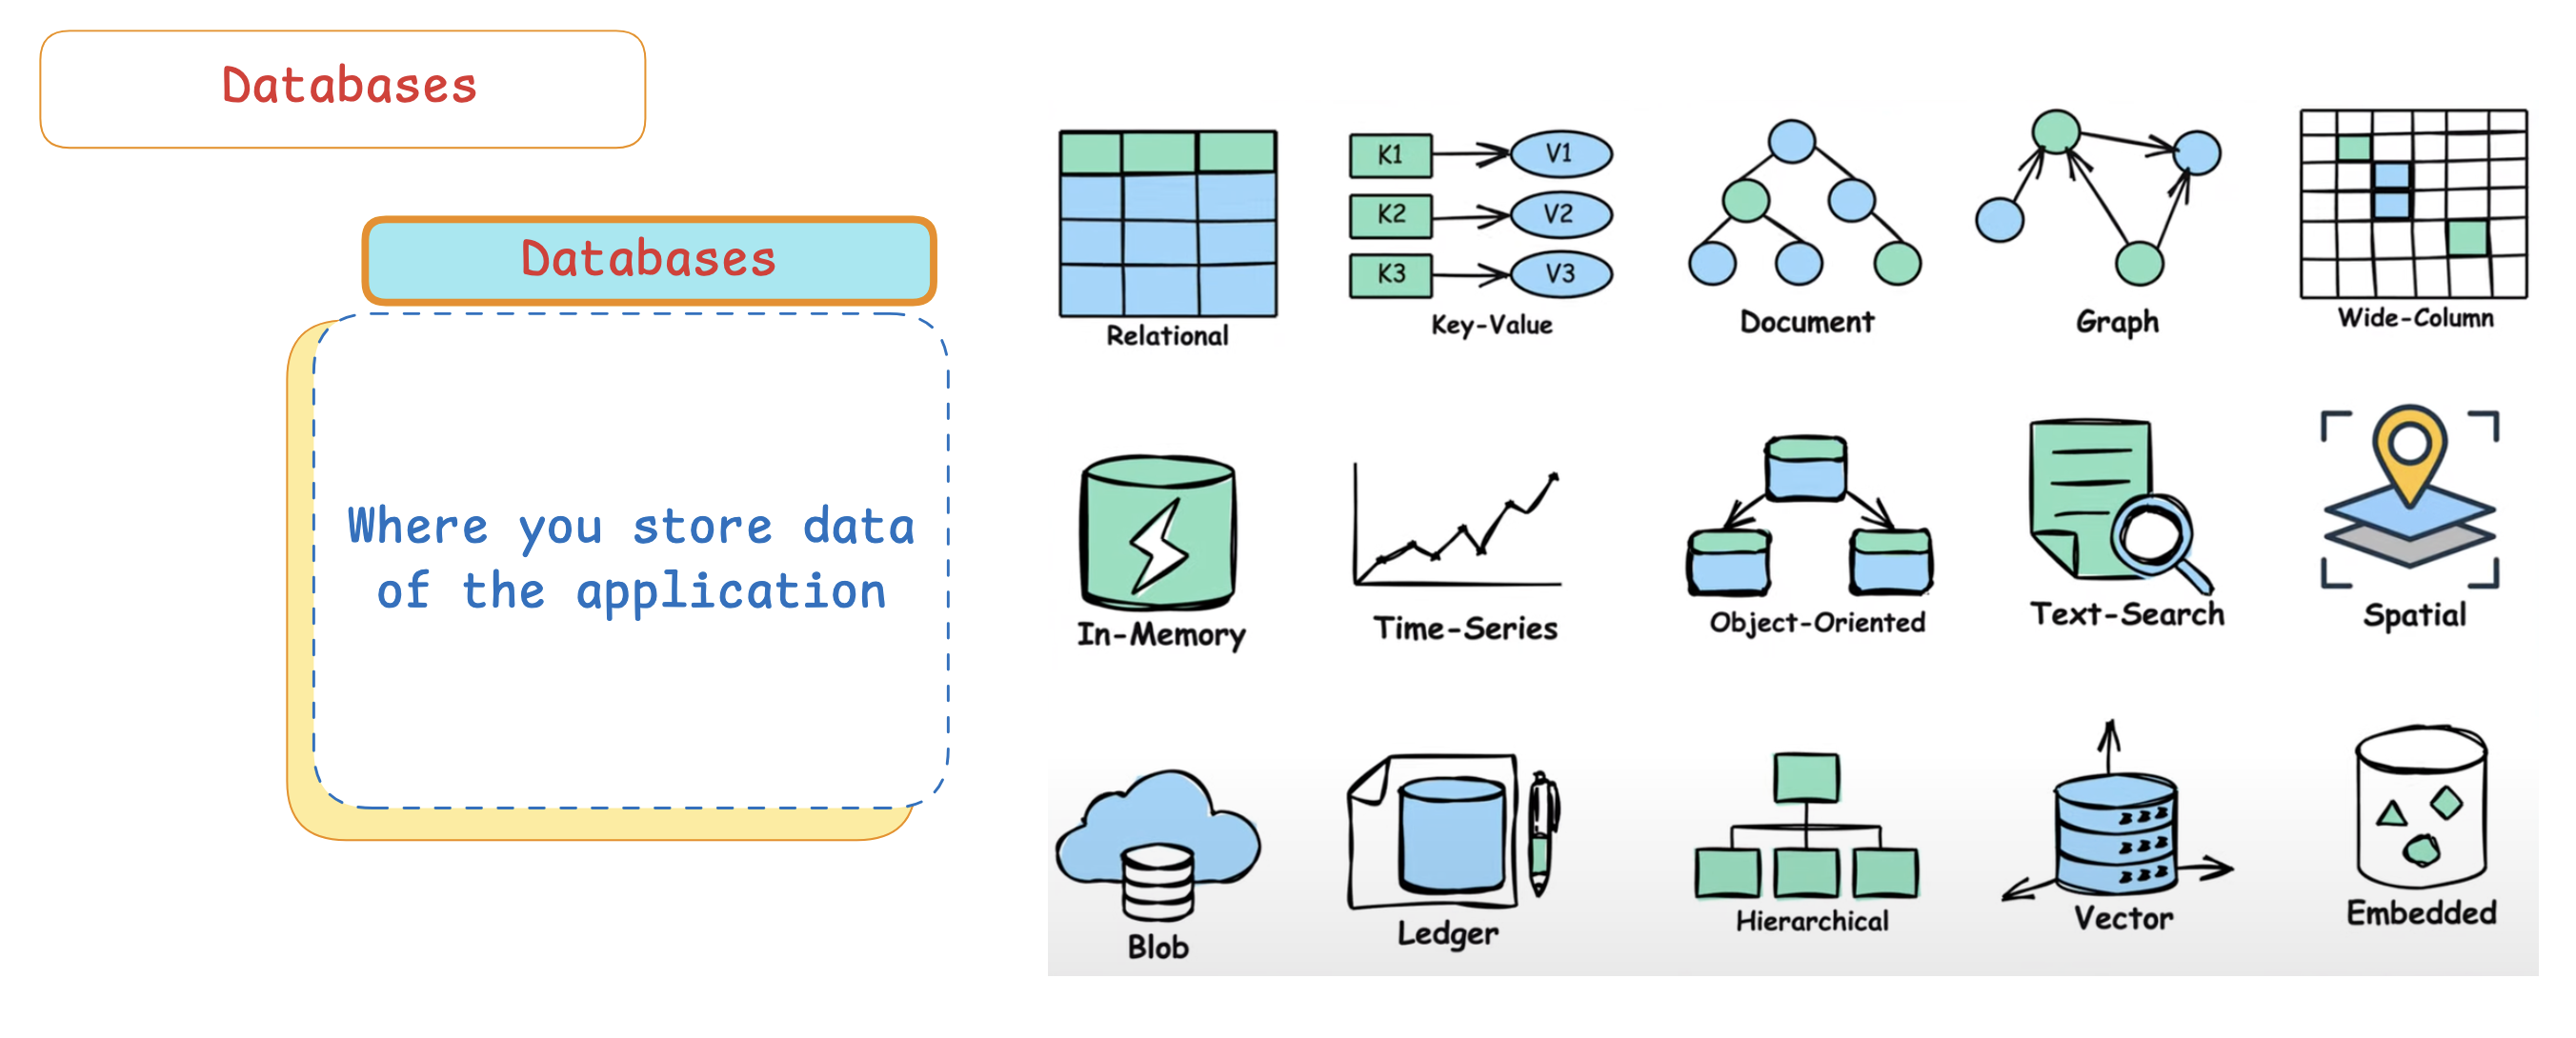 Databases
Databases
Where you store data
of the application
K1
V1
K2
V2
K3
V3
Relational
Key-Value
Document
Graph
Wide-Column
In-Memory
Time-Series
Object-Oriented
Text-Search
Spatial
Blob
Ledger
Hierarchical
Vector
Embedded